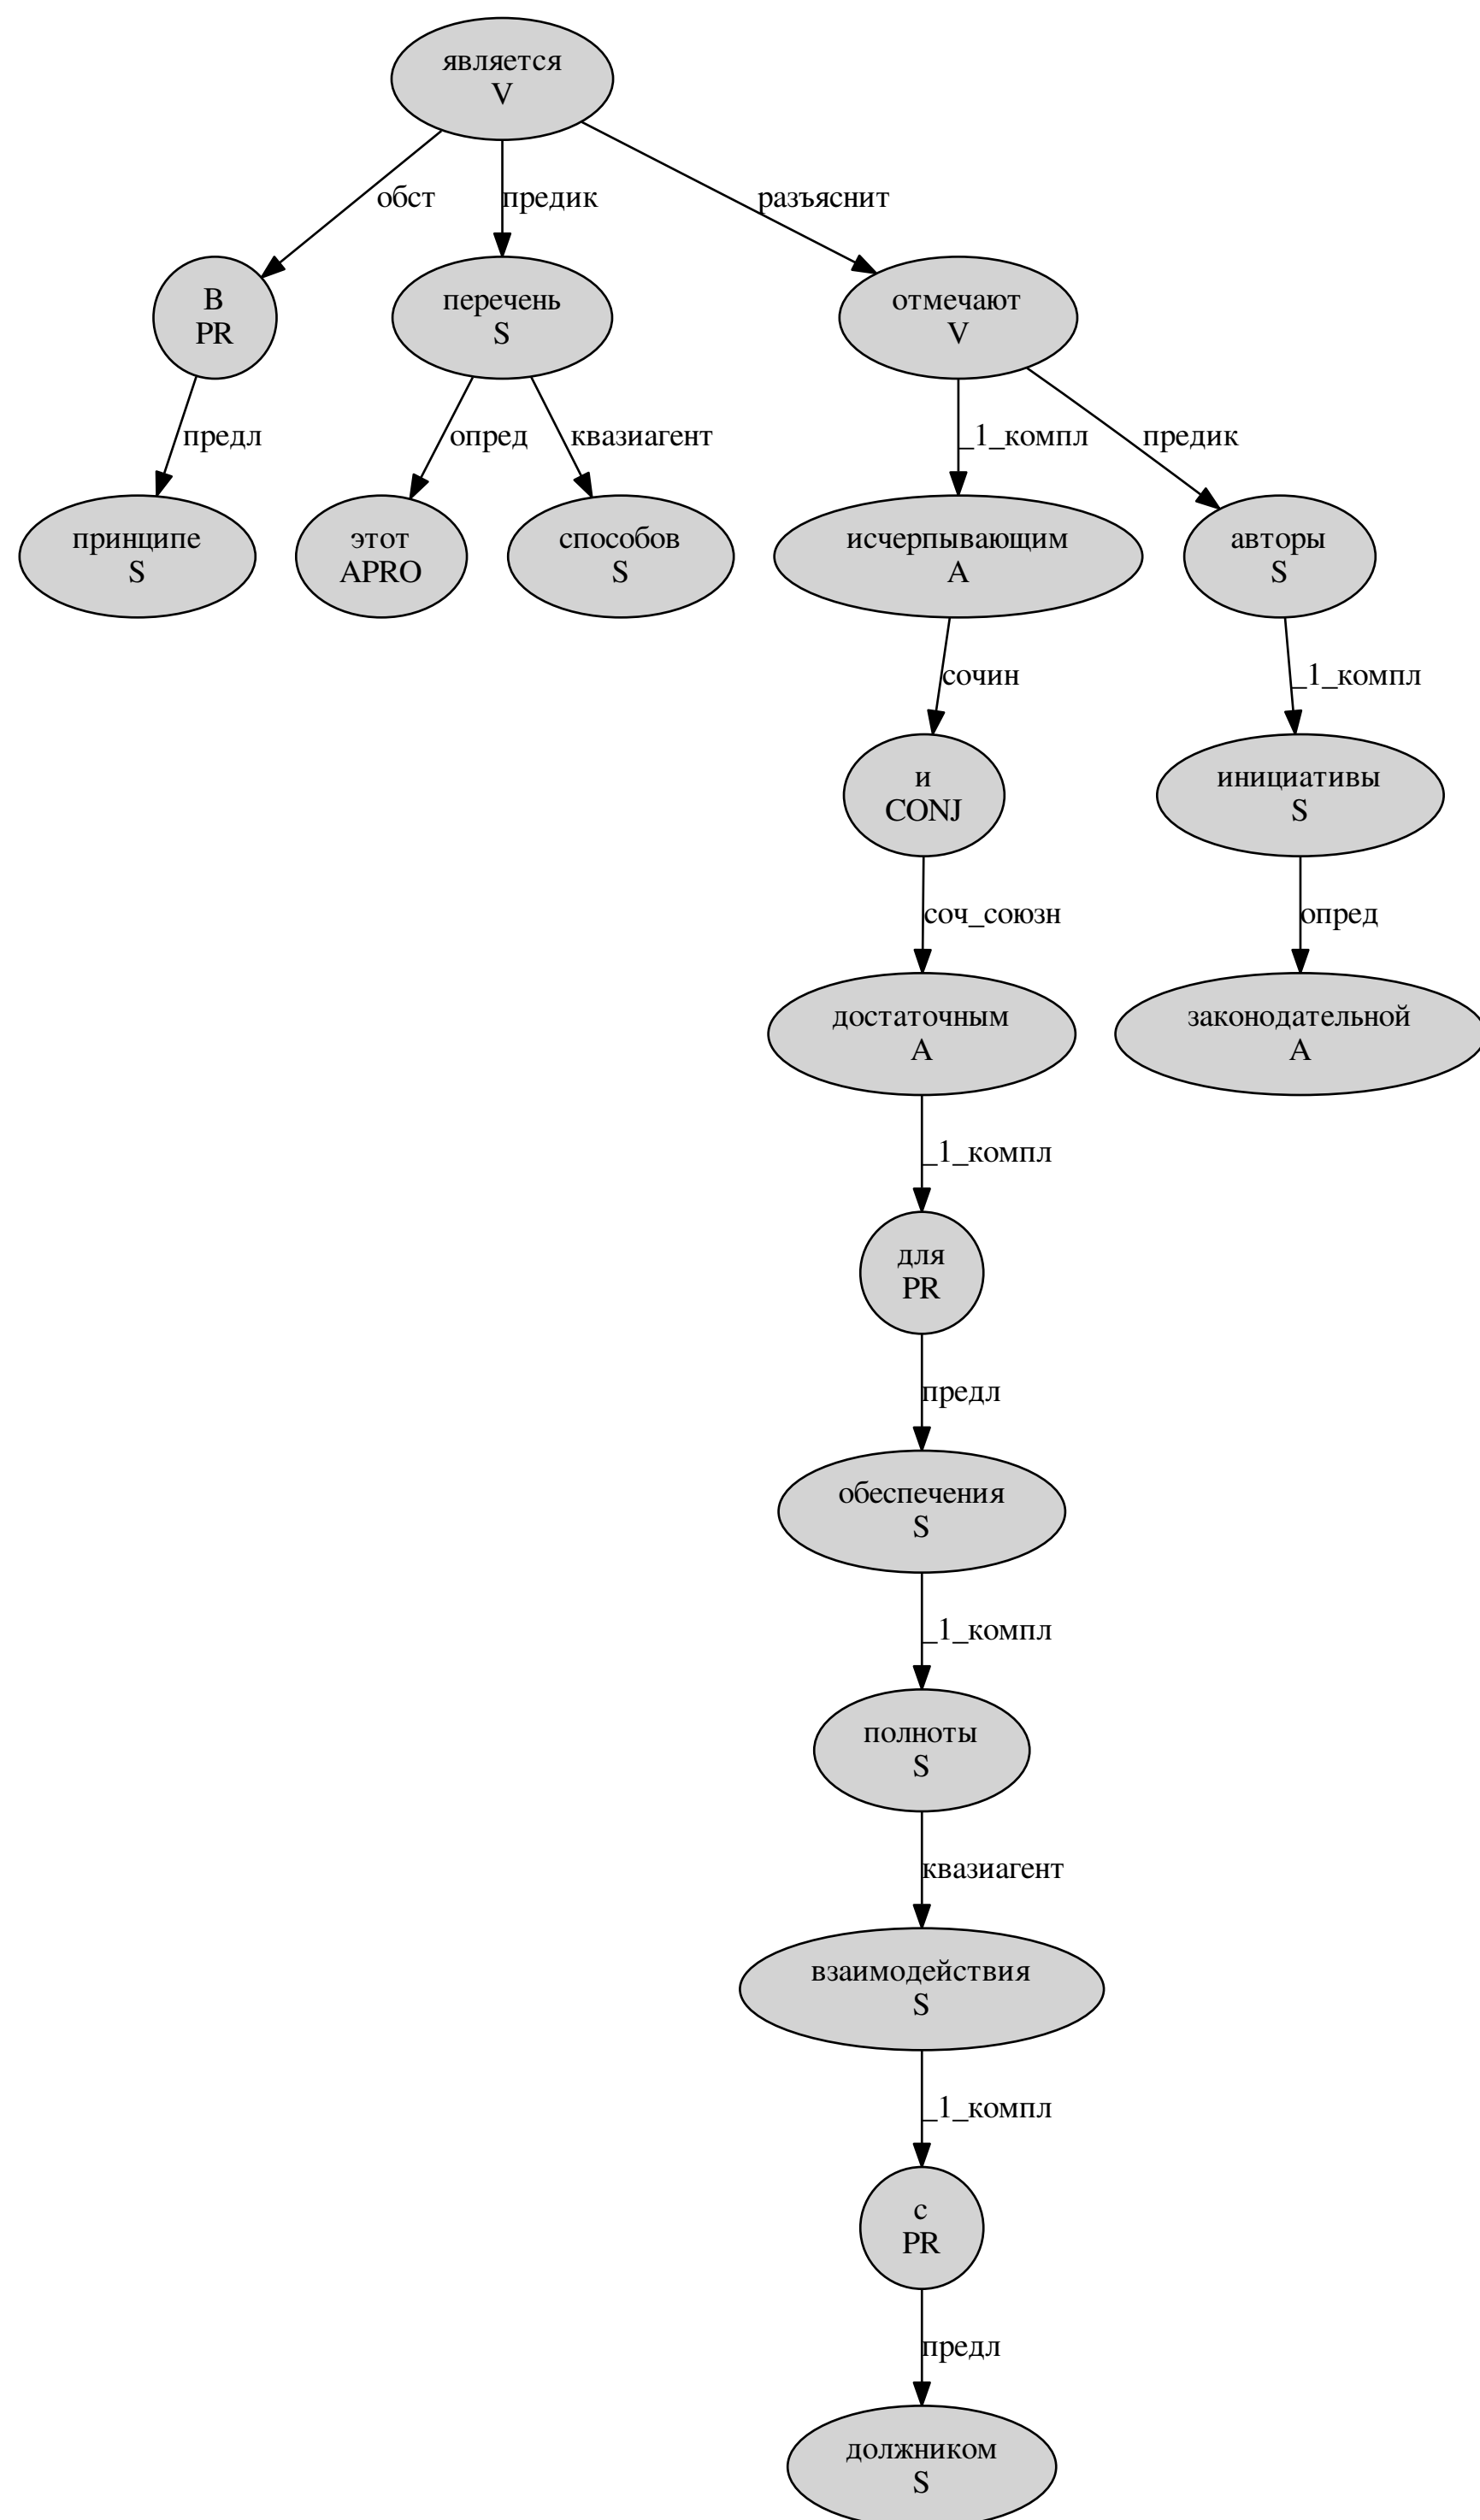 является
V
обст
предик
разъяснит
В
PR
перечень
S
отмечают
V
предл
опред
квазиагент
_1_компл
предик
принципе
S
этот
APRO
способов
S
исчерпывающим
A
авторы
S
сочин
_1_компл
и
CONJ
инициативы
S
соч_союзн
опред
достаточным
A
законодательной
A
_1_компл
для
PR
предл
обеспечения
S
_1_компл
полноты
S
квазиагент
взаимодействия
S
_1_компл
с
PR
предл
должником
S